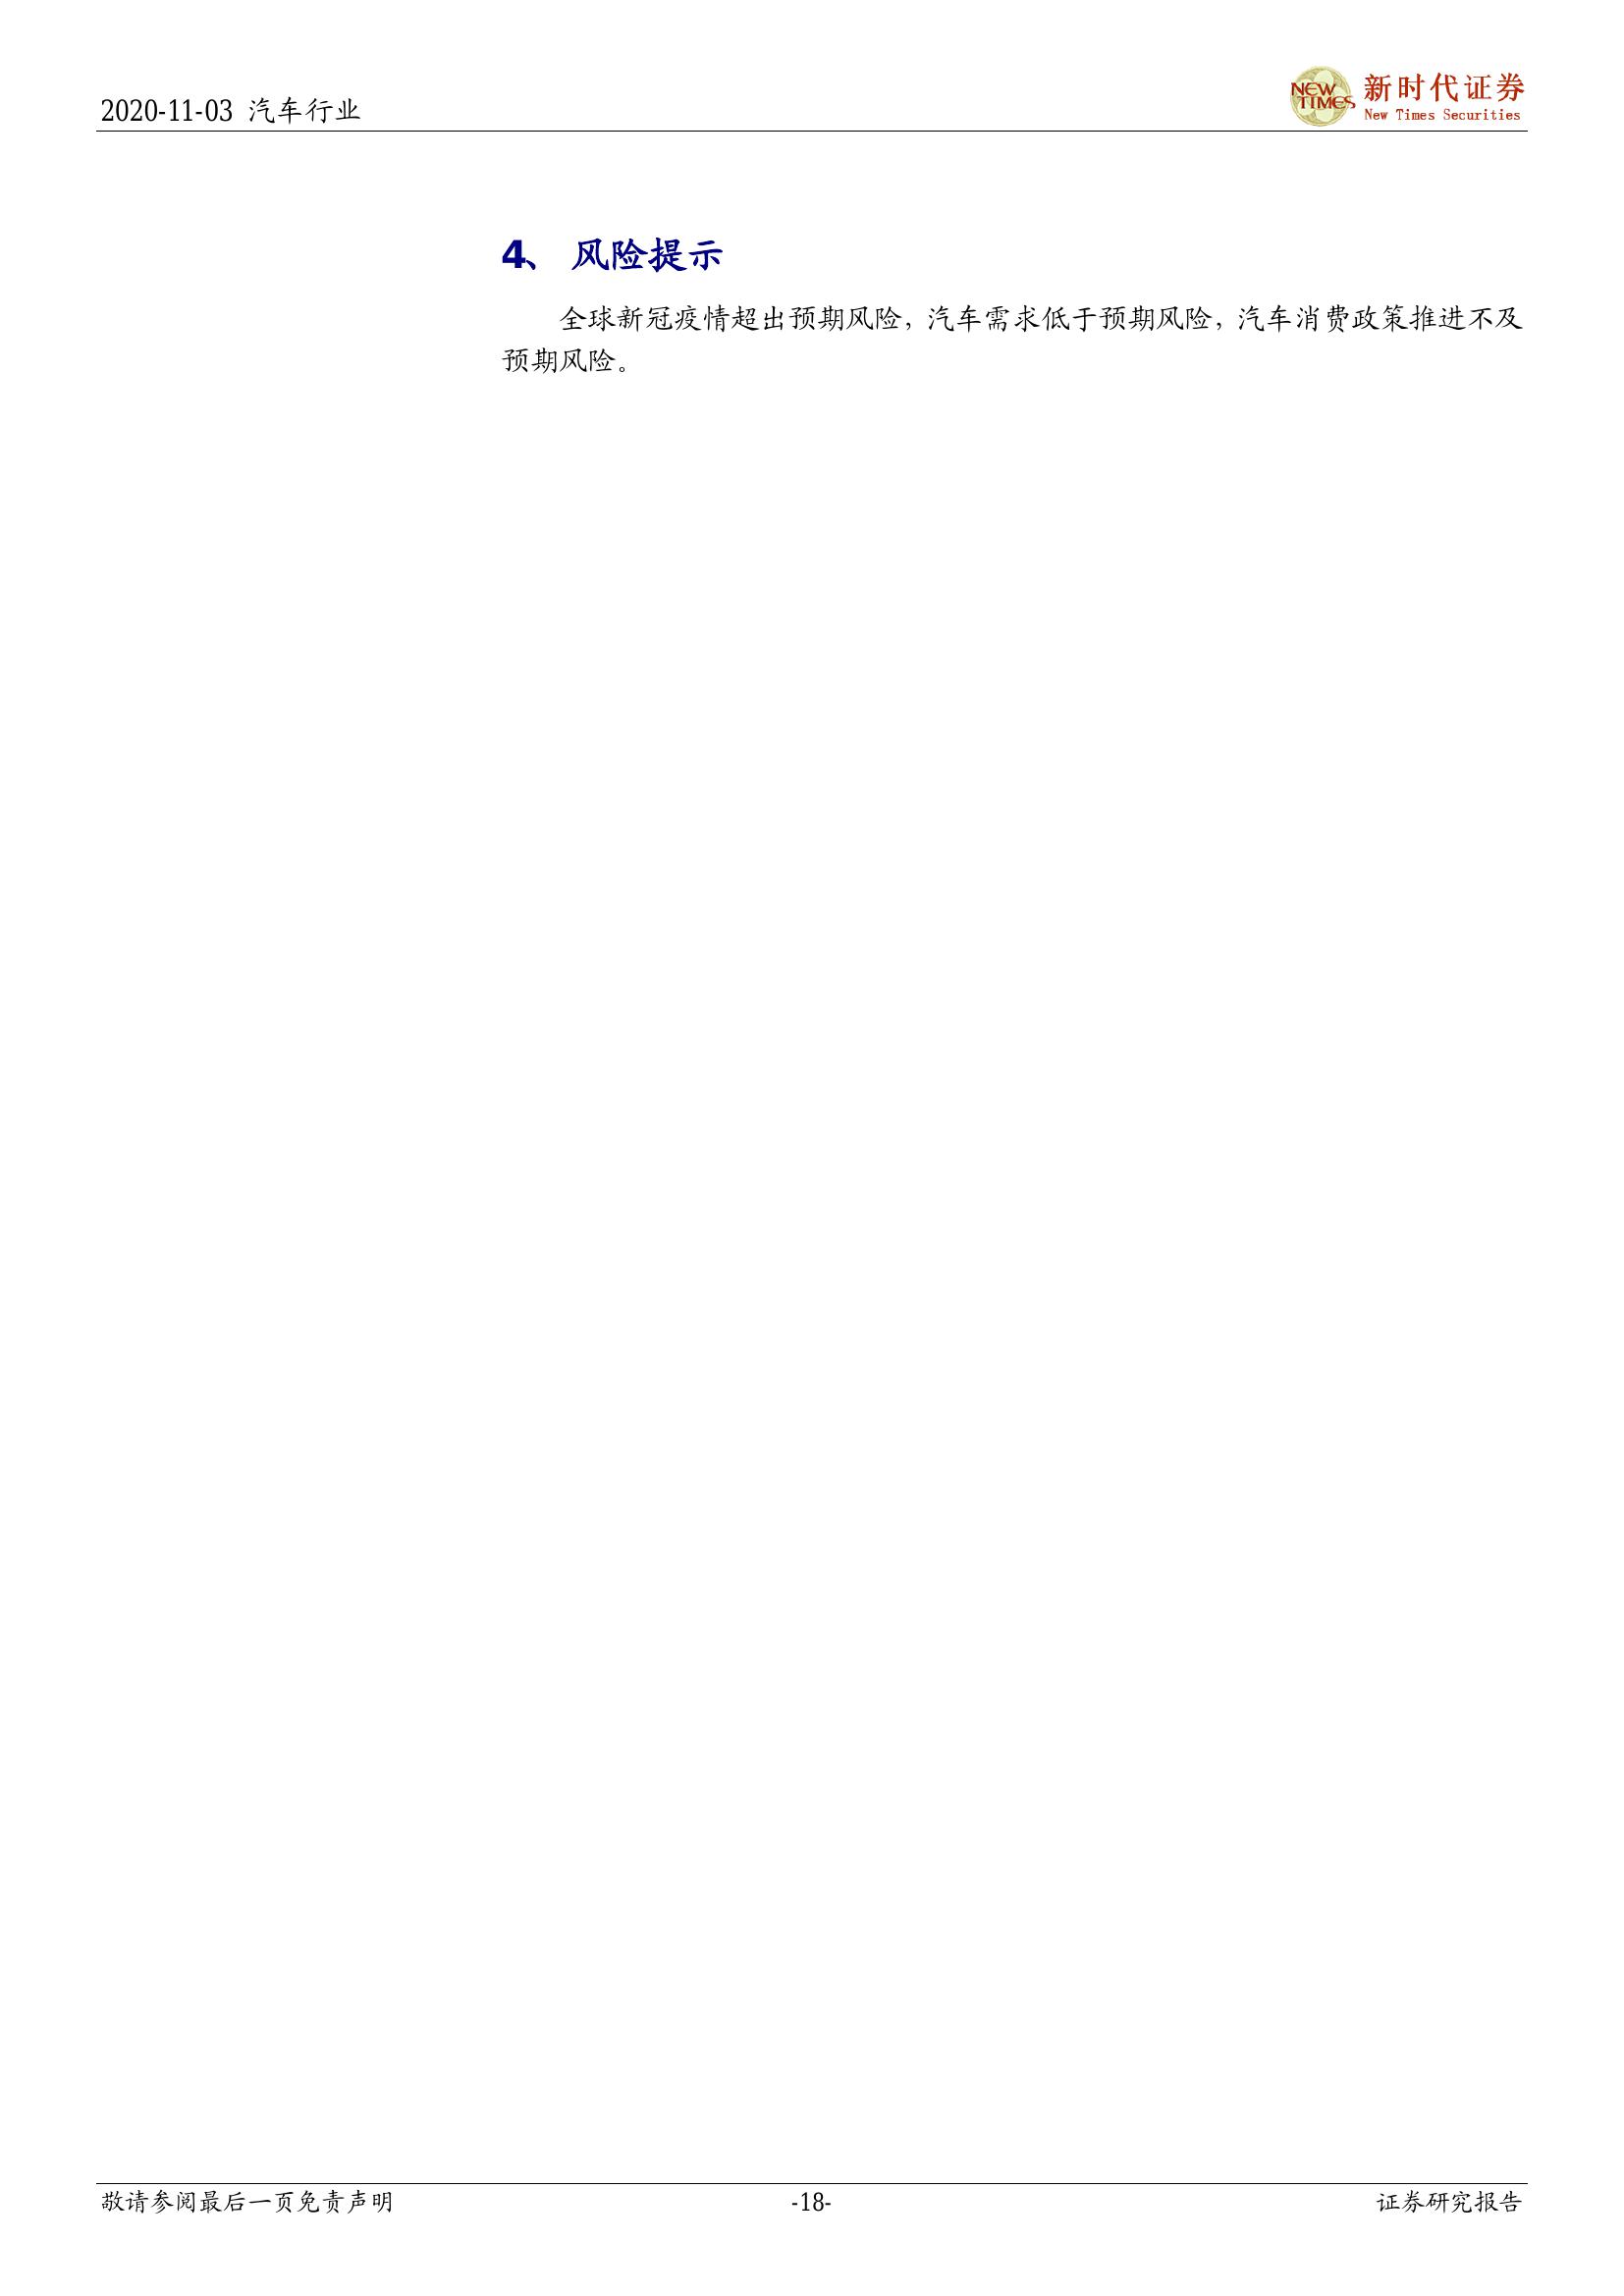 2020-11-03 汽车行业
NEW TIMES
新时代证券
New Times Securities
4、 风险提示
全球新冠疫情超出预期风险，汽车需求低于预期风险，汽车消费政策推进不及
预期风险。
敬请参阅最后一页免责声明
-18-
证券研究报告